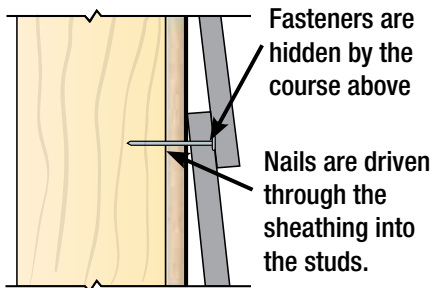 Fasteners are
hidden by the
course above
Nails are driven
through the
sheathing into
the studs.